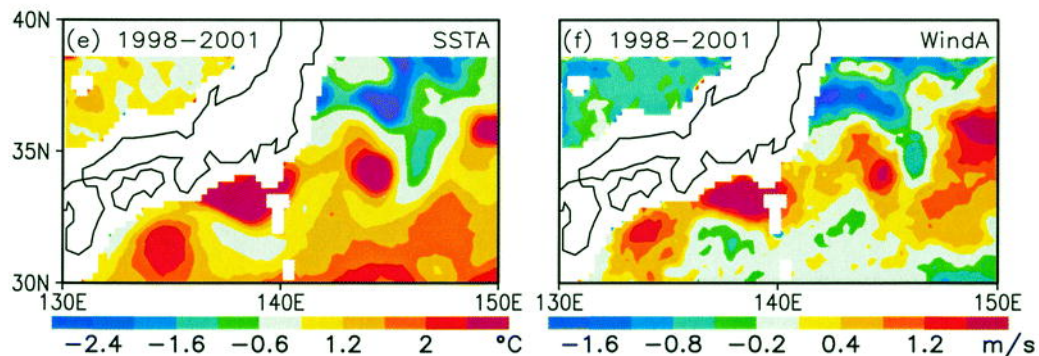 40N
(e) 1998-2001 SSTA
35N
30N
130E 140E 150E
-2.4 -1.6 -0.6 1.2 2 °C
(f) 1998-2001 WindA
130E 140E 150E
-1.6 -0.8 -0.2 0.4 1.2 m/s